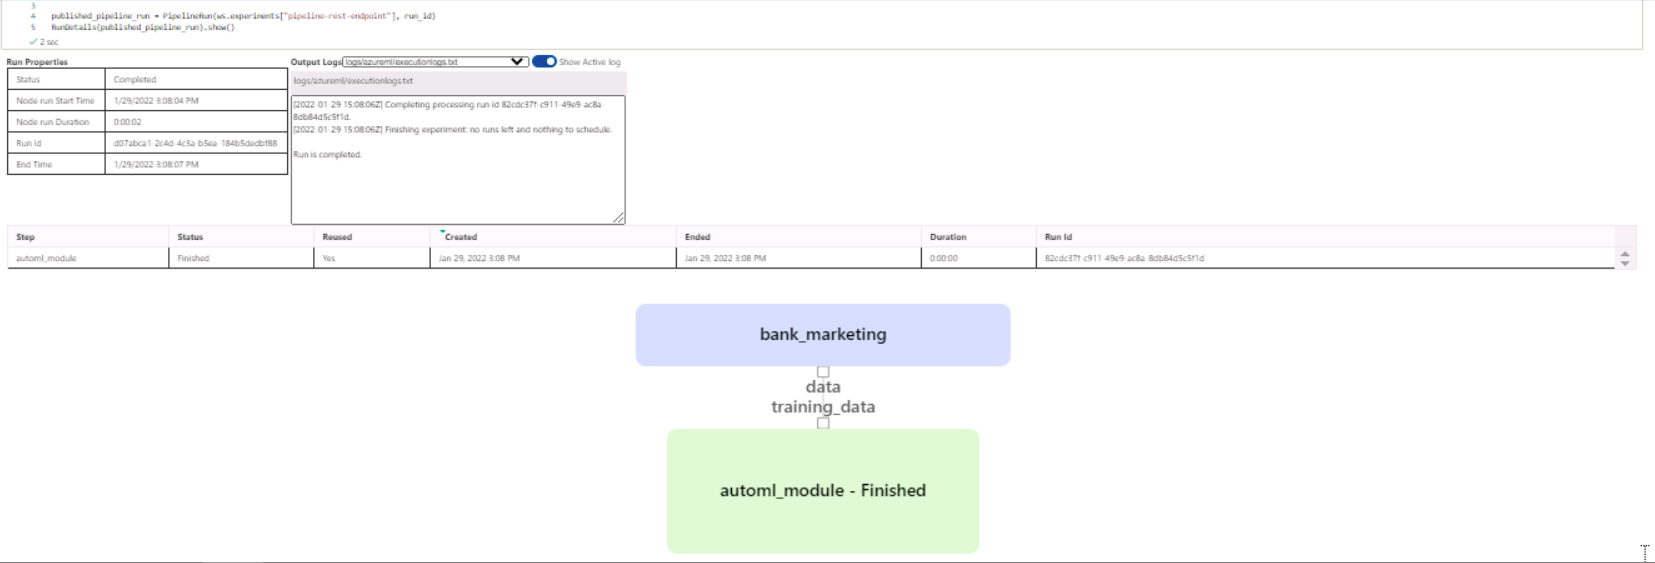 3
4 published_pipeline_run = PipelineRun(ws.experiments["pipeline-rest-endpoint"], run_id)
5 RunDetails(published_pipeline_run).show()
✓ 2 sec
Run Properties
Status Completed
Node run Start Time 1/29/2022 3:08:04 PM
Node run Duration 0:00:02
Run Id d07abca1-2c4d-4c3a-b5ea-184b5dedbf88
End Time 1/29/2022 3:08:07 PM
Output Logs logs/azureml/executionlogs.txt Show Active log
logs/azureml/executionlogs.txt
[2022-01-29 15:08:06Z] Completing processing run id 82cdc37f-c911-49e9-ac8a-
8db84d5c5f1d.
[2022-01-29 15:08:06Z] Finishing experiment: no runs left and nothing to schedule.
Run is completed.
Step Status Reused Created Ended Duration Run Id
automl_module Finished Yes Jan 29, 2022 3:08 PM Jan 29, 2022 3:08 PM 0:00:00 82cdc37f-c911-49e9-ac8a-8db84d5c5f1d
bank_marketing
data
training_data
automl_module - Finished